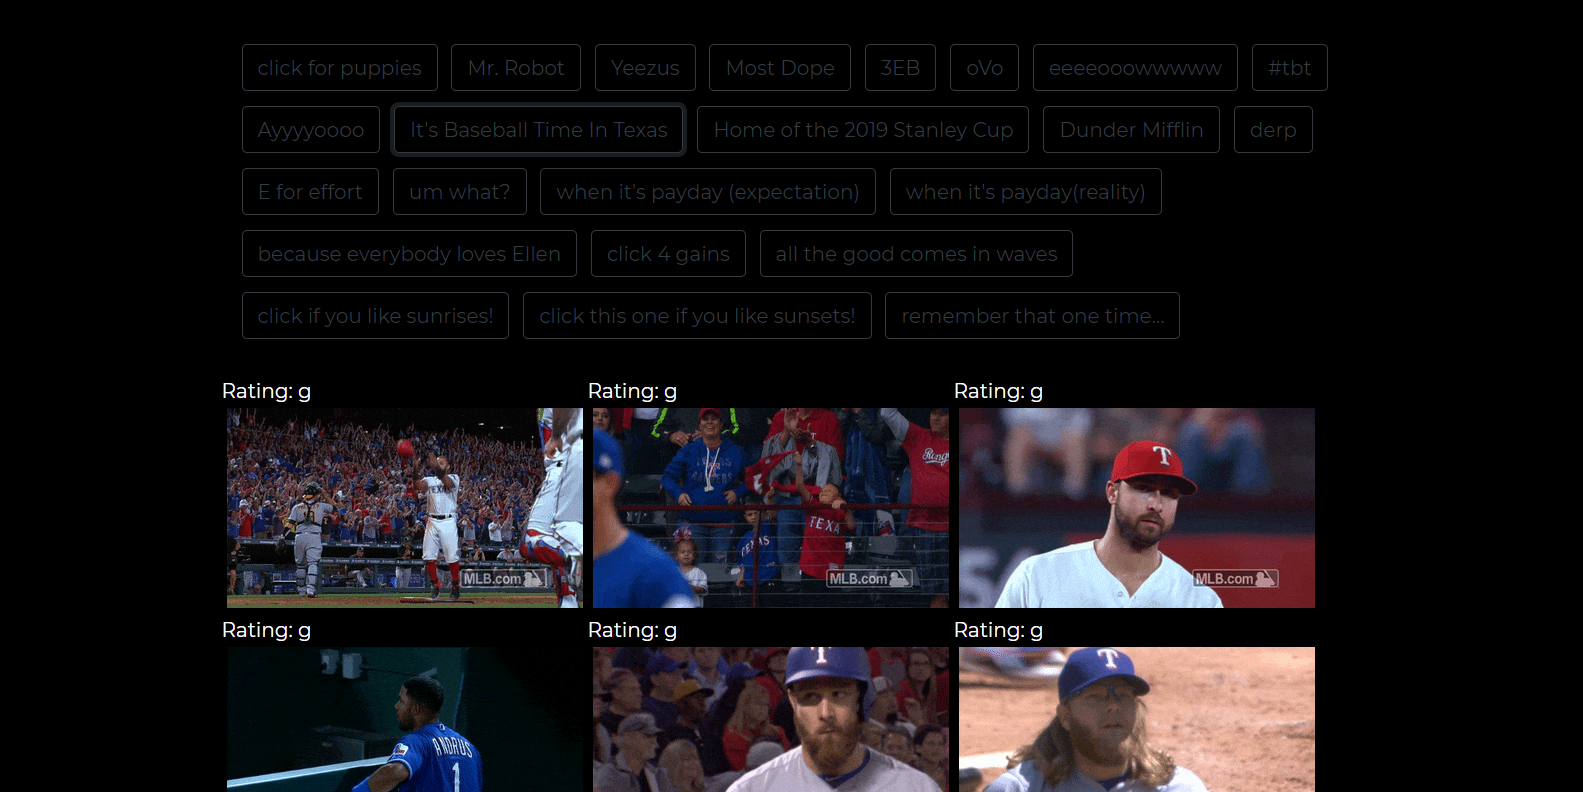 click for puppies Mr. Robot Yeezus Most Dope 3EB oVo eeeeooowwwww #tbt
Ayyyyoooo It's Baseball Time In Texas Home of the 2019 Stanley Cup Dunder Mifflin derp
E for effort um what? when it's payday (expectation) when it's payday(reality)
because everybody loves Ellen click 4 gains all the good comes in waves
click if you like sunrises! click this one if you like sunsets! remember that one time...
Rating: g Rating: g Rating: g
TEXAS
MLB.com
TEXAS
TEXA
TEXAS
MLB.com
T
MLB.com
Rating: g Rating: g Rating: g
ANDRUS
1
T
T